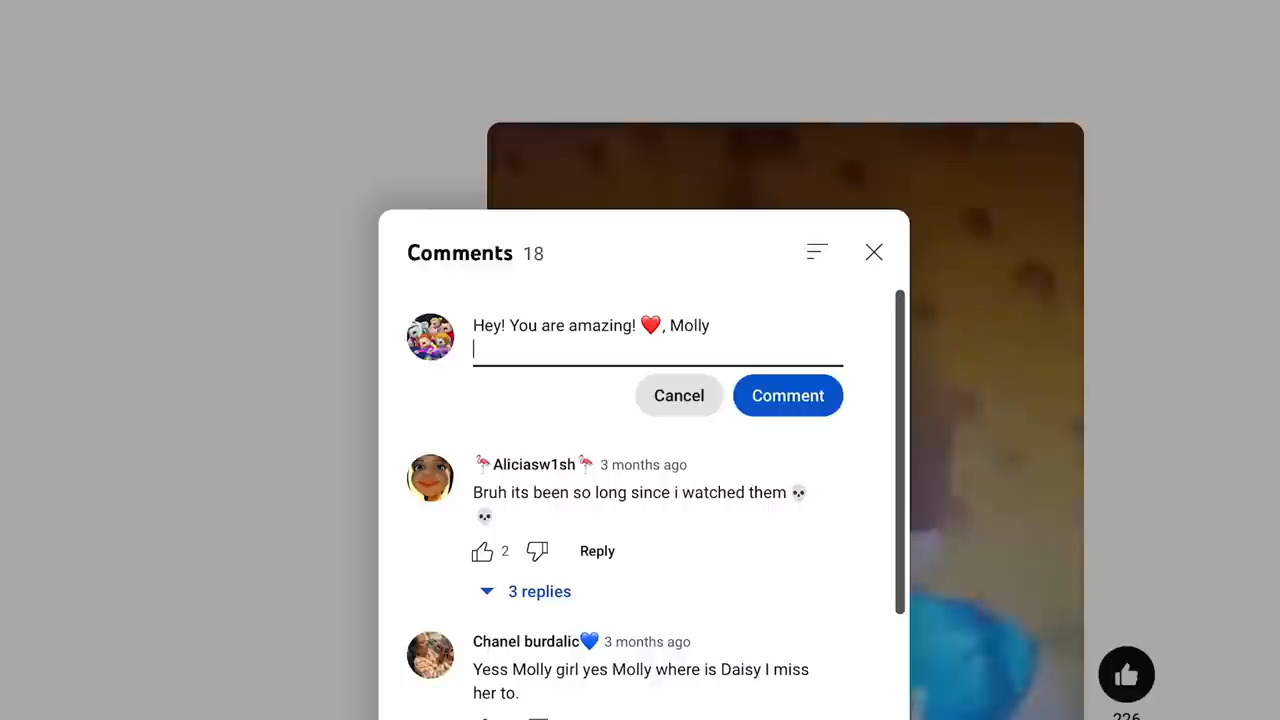 Comments 18
Hey! You are amazing! ❤️, Molly
Cancel
Comment
🦩Aliciasw1sh🦩 3 months ago
Bruh its been so long since i watched them 💀
💀
2
Reply
3 replies
Chanel burdalic💙 3 months ago
Yess Molly girl yes Molly where is Daisy I miss
her to.
226